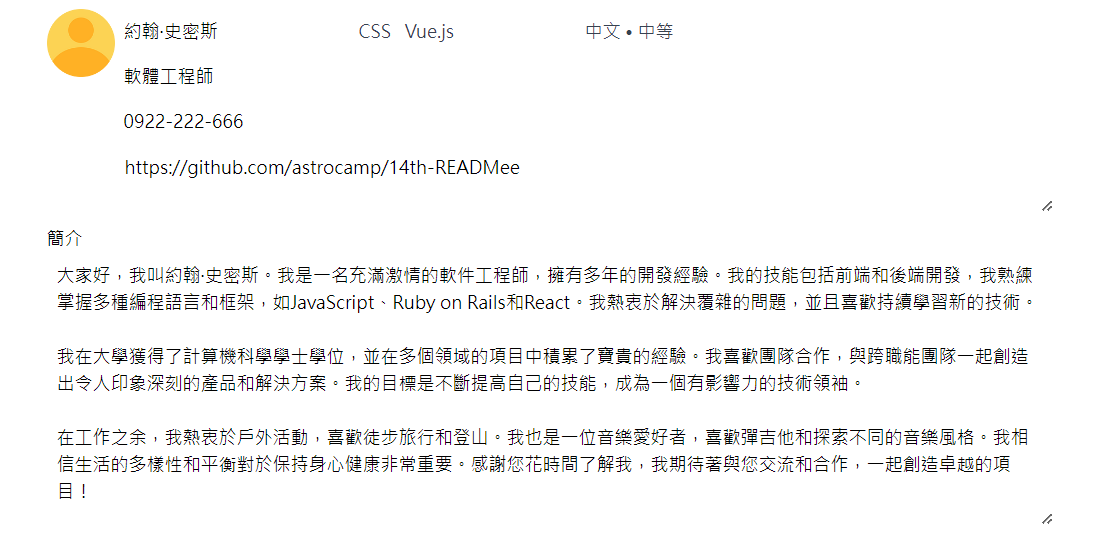 約翰·史密斯 CSS Vue.js 中文 • 中等
軟體工程師
0922-222-666
https://github.com/astrocamp/14th-READMee
簡介
大家好，我叫約翰·史密斯。我是一名充滿激情的軟件工程師，擁有多年的開發經驗。我的技能包括前端和後端開發，我熟練
掌握多種編程語言和框架，如JavaScript、Ruby on Rails和React。我熱衷於解決覆雜的問題，並且喜歡持續學習新的技術。
我在大學獲得了計算機科學學士學位，並在多個領域的項目中積累了寶貴的經驗。我喜歡團隊合作，與跨職能團隊一起創造
出令人印象深刻的產品和解決方案。我的目標是不斷提高自己的技能，成為一個有影響力的技術領袖。
在工作之余，我熱衷於戶外活動，喜歡徒步旅行和登山。我也是一位音樂愛好者，喜歡彈吉他和探索不同的音樂風格。我相
信生活的多樣性和平衡對於保持身心健康非常重要。感謝您花時間了解我，我期待著與您交流和合作，一起創造卓越的項
目！